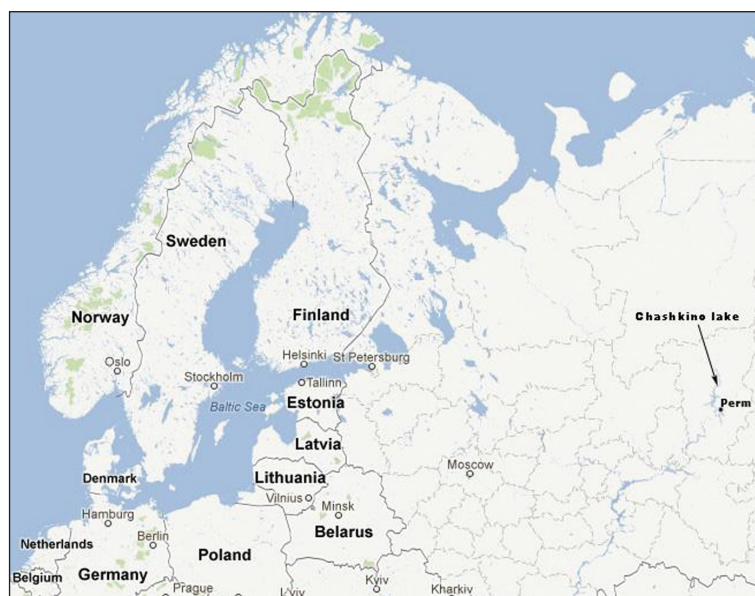 Sweden
Norway
Finland
Chashkino lake
Oslo
Helsinki
St Petersburg
Stockholm
Tallinn
Baltic Sea
Estonia
Perm
Latvia
Moscow
Denmark
Lithuania
Vilnius
Minsk
Hamburg
Belarus
Netherlands
Berlin
Poland
Belgium
Germany
Prague
Kyiv
Kharkiv